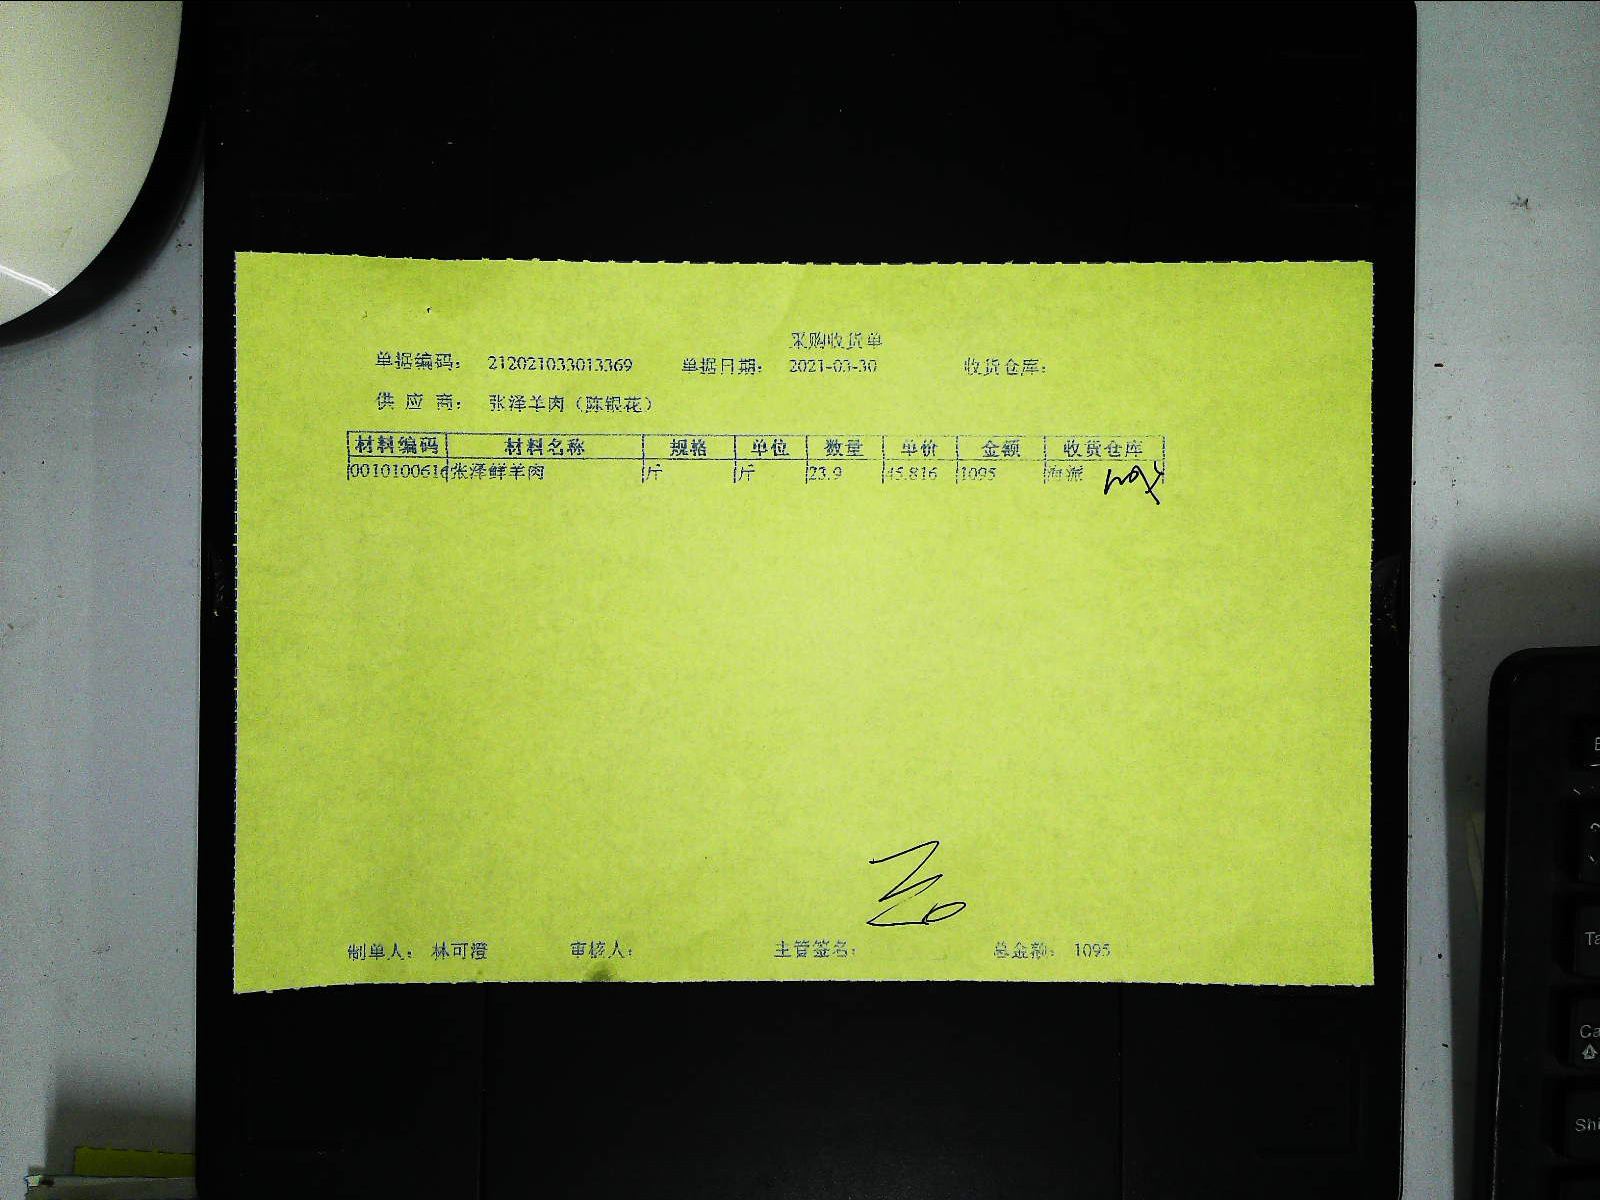 采购收货单
单据编码： 212021033013369 单据日期： 2021-03-30 收货仓库：
供 应 商： 张泽羊肉（陈银花）
材料编码 材料名称 规格 单位 数量 单价 金额 收货仓库
0010100616 张泽鲜羊肉 斤 斤 23.9 45.816 1095 海派
制单人： 林可澄 审核人： 主管签名： 总金额： 1095